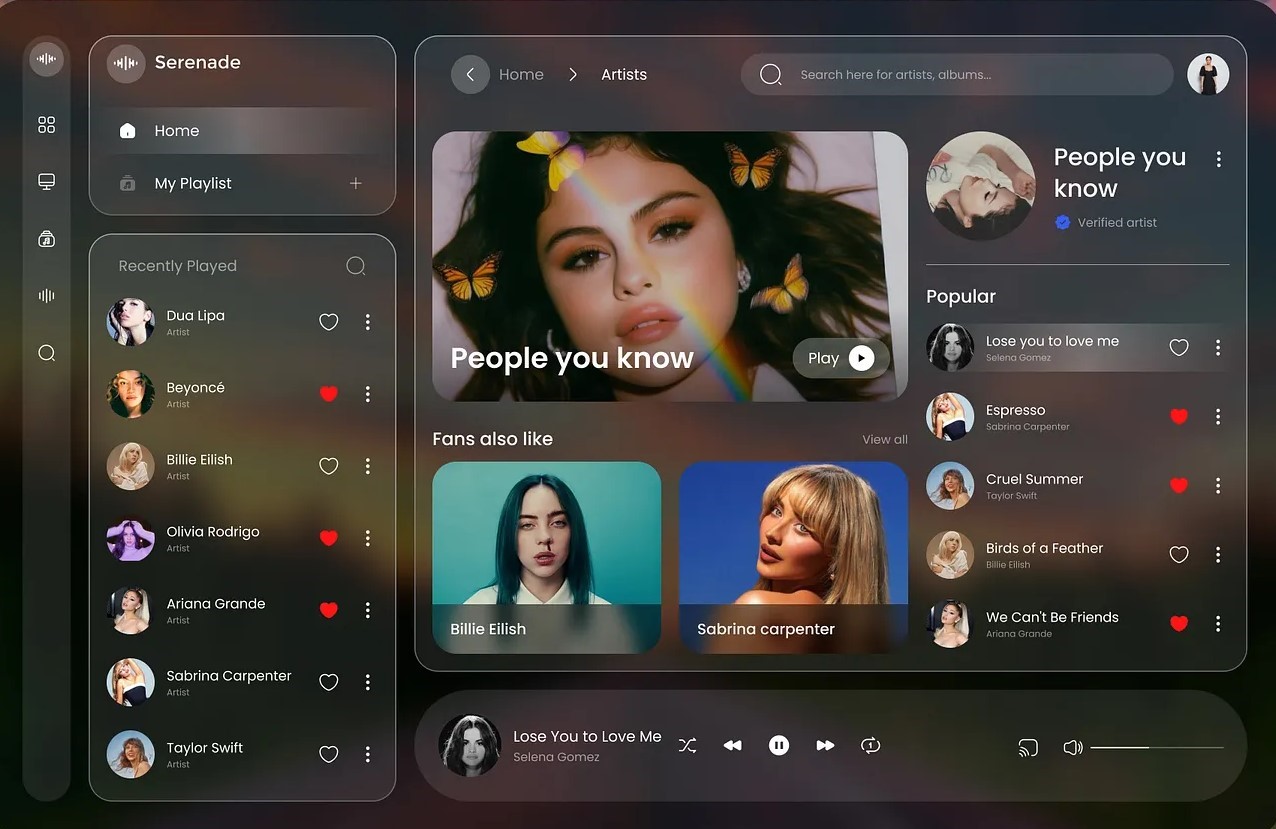 Serenade
Home
My Playlist
Recently Played
Dua Lipa
Artist
Beyoncé
Artist
Billie Eilish
Artist
Olivia Rodrigo
Artist
Ariana Grande
Artist
Sabrina Carpenter
Artist
Taylor Swift
Artist
Home
Artists
Search here for artists, albums...
People you know
Play
Fans also like
View all
Billie Eilish
Sabrina carpenter
People you
know
Verified artist
Popular
Lose you to love me
Selena Gomez
Espresso
Sabrina Carpenter
Cruel Summer
Taylor Swift
Birds of a Feather
Billie Eilish
We Can't Be Friends
Ariana Grande
Lose You to Love Me
Selena Gomez
1